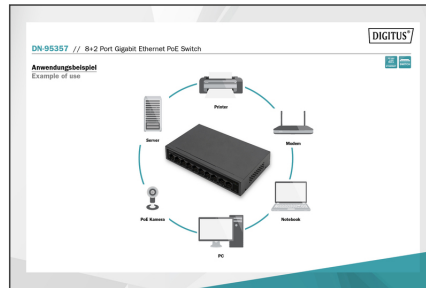 DIGITUS®
DN-95357 // 8+2 Port Gigabit Ethernet PoE Switch
Anwendungsbeispiel
Example of use
Printer
Server
Modem
PoE Kamera
Notebook
PC